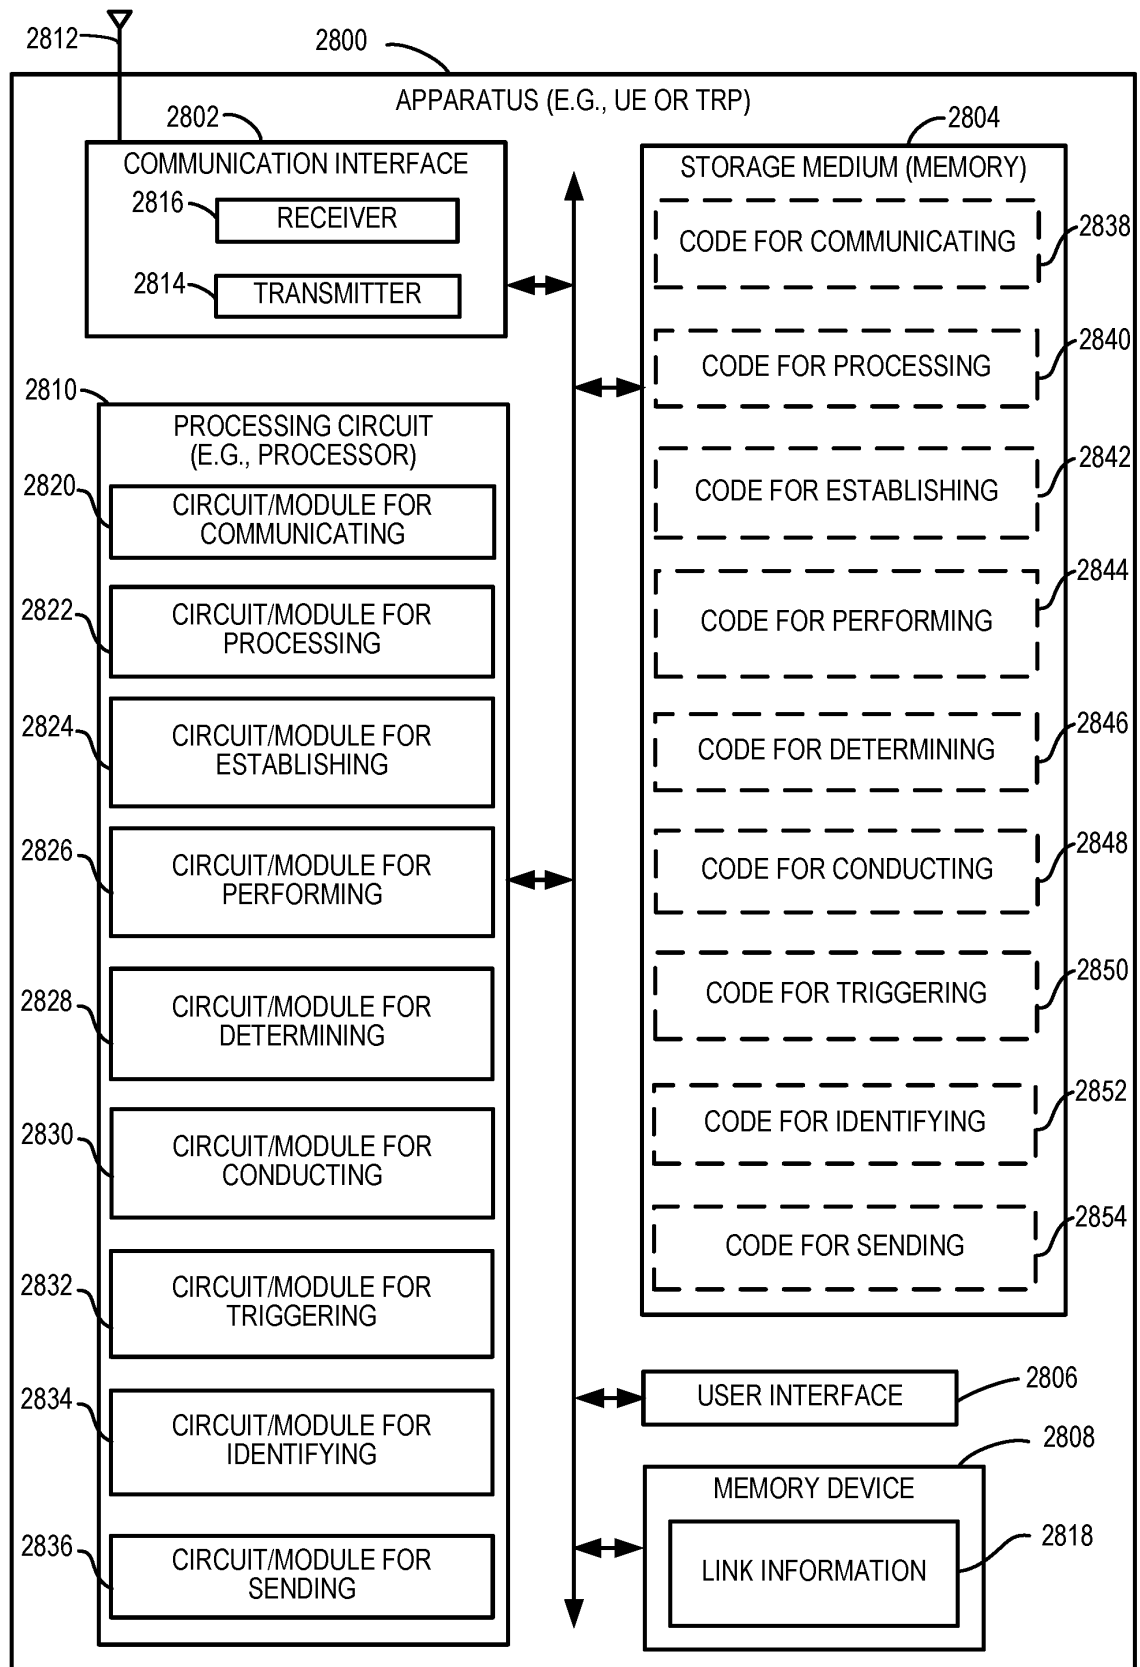 2812
2800
APPARATUS (E.G., UE OR TRP)
2802
COMMUNICATION INTERFACE
2816
RECEIVER
2814
TRANSMITTER
2810
PROCESSING CIRCUIT
(E.G., PROCESSOR)
2820
CIRCUIT/MODULE FOR
COMMUNICATING
2822
CIRCUIT/MODULE FOR
PROCESSING
2824
CIRCUIT/MODULE FOR
ESTABLISHING
2826
CIRCUIT/MODULE FOR
PERFORMING
2828
CIRCUIT/MODULE FOR
DETERMINING
2830
CIRCUIT/MODULE FOR
CONDUCTING
2832
CIRCUIT/MODULE FOR
TRIGGERING
2834
CIRCUIT/MODULE FOR
IDENTIFYING
2836
CIRCUIT/MODULE FOR
SENDING
2804
STORAGE MEDIUM (MEMORY)
CODE FOR COMMUNICATING
2838
CODE FOR PROCESSING
2840
CODE FOR ESTABLISHING
2842
CODE FOR PERFORMING
2844
CODE FOR DETERMINING
2846
CODE FOR CONDUCTING
2848
CODE FOR TRIGGERING
2850
CODE FOR IDENTIFYING
2852
CODE FOR SENDING
2854
USER INTERFACE
2806
2808
MEMORY DEVICE
LINK INFORMATION
2818